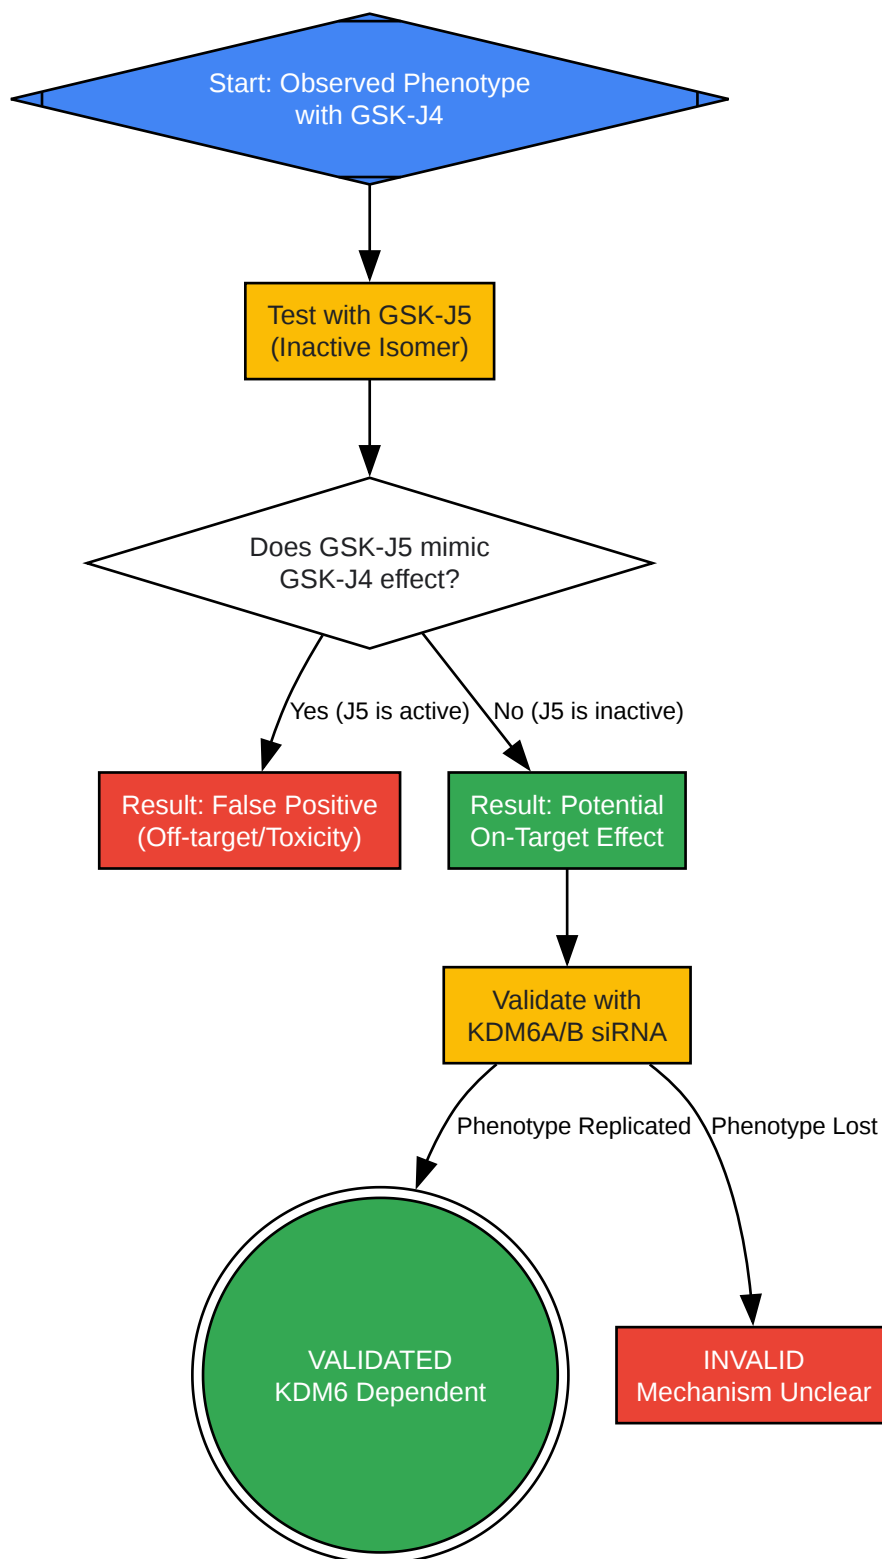 Start: Observed Phenotype
with GSK-J4
Test with GSK-J5
(Inactive Isomer)
Does GSK-J5 mimic
GSK-J4 effect?
Yes (J5 is active)
No (J5 is inactive)
Result: False Positive
(Off-target/Toxicity)
Result: Potential
On-Target Effect
Validate with
KDM6A/B siRNA
Phenotype Replicated
Phenotype Lost
VALIDATED
KDM6 Dependent
INVALID
Mechanism Unclear